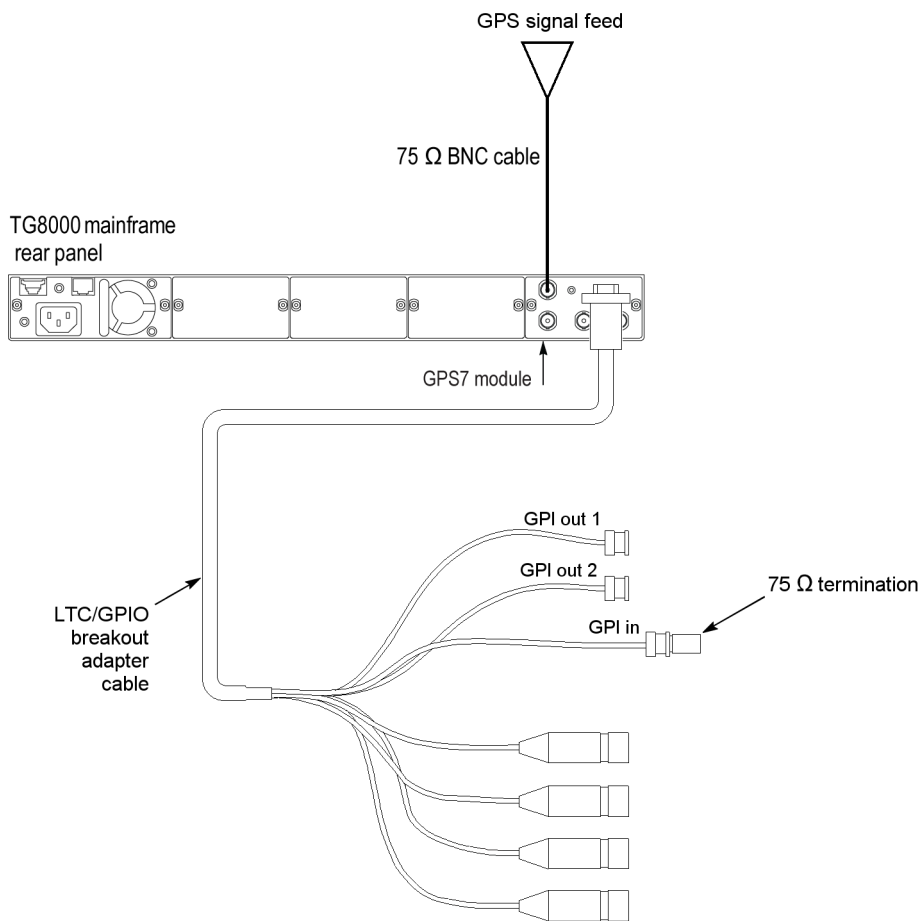 GPS signal feed
75 Ω BNC cable
TG8000 mainframe
rear panel
GPS7 module
GPI out 1
GPI out 2
75 Ω termination
GPI in
LTC/GPIO
breakout
adapter
cable